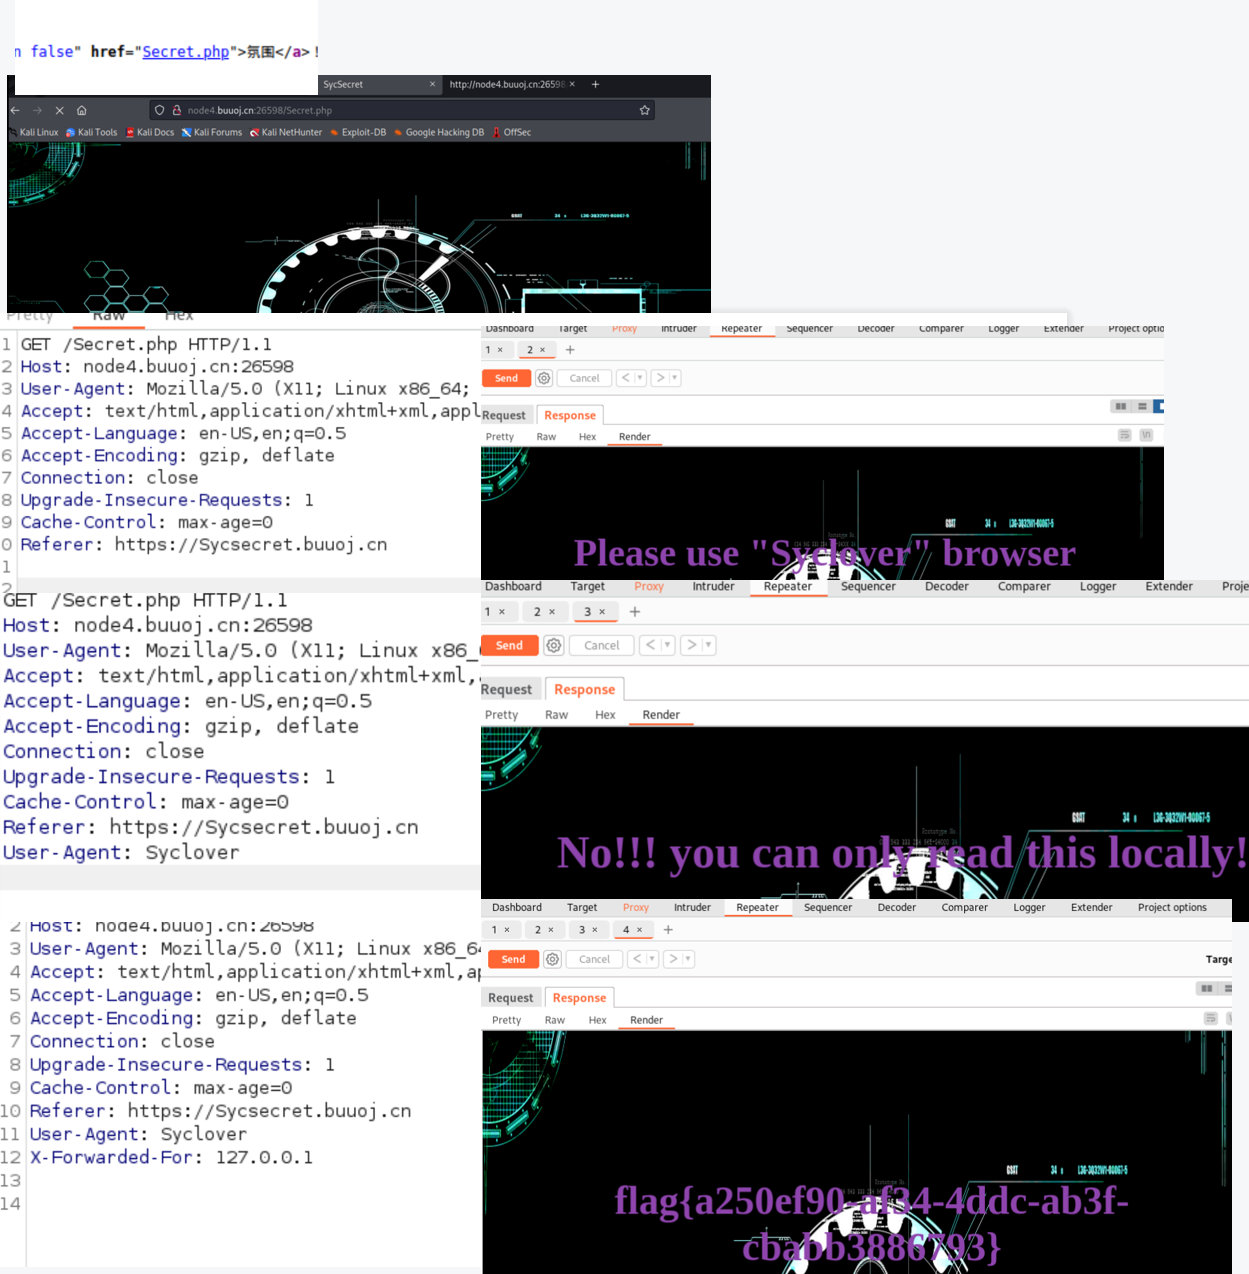 n false" href="Secret.php">氛围</a>!
SycSecret × http://node4.buuoj.cn:26598 × +
node4.buuoj.cn:26598/Secret.php
Kali Linux Kali Tools Kali Docs Kali Forums Kali NetHunter Exploit-DB Google Hacking DB OffSec
GSAT 34 : L36-3Q32W1-RG067-5
Pretty Raw Hex
1 GET /Secret.php HTTP/1.1
2 Host: node4.buuoj.cn:26598
3 User-Agent: Mozilla/5.0 (X11; Linux x86_64;
4 Accept: text/html,application/xhtml+xml,appl
5 Accept-Language: en-US,en;q=0.5
6 Accept-Encoding: gzip, deflate
7 Connection: close
8 Upgrade-Insecure-Requests: 1
9 Cache-Control: max-age=0
0 Referer: https://Sycsecret.buuoj.cn
1
2
Dashboard Target Proxy Intruder Repeater Sequencer Decoder Comparer Logger Extender Project optio
1 × 2 × +
Send Cancel < >
Request Response
Pretty Raw Hex Render
Please use "Syclover" browser
GET /Secret.php HTTP/1.1
Host: node4.buuoj.cn:26598
User-Agent: Mozilla/5.0 (X11; Linux x86_
Accept: text/html,application/xhtml+xml,
Accept-Language: en-US,en;q=0.5
Accept-Encoding: gzip, deflate
Connection: close
Upgrade-Insecure-Requests: 1
Cache-Control: max-age=0
Referer: https://Sycsecret.buuoj.cn
User-Agent: Syclover
Dashboard Target Proxy Intruder Repeater Sequencer Decoder Comparer Logger Extender Proje
1 × 2 × 3 × +
Send Cancel < >
Request Response
Pretty Raw Hex Render
No!!! you can only read this locally!
2 Host: node4.buuoj.cn:26598
3 User-Agent: Mozilla/5.0 (X11; Linux x86_64
4 Accept: text/html,application/xhtml+xml,ap
5 Accept-Language: en-US,en;q=0.5
6 Accept-Encoding: gzip, deflate
7 Connection: close
8 Upgrade-Insecure-Requests: 1
9 Cache-Control: max-age=0
10 Referer: https://Sycsecret.buuoj.cn
11 User-Agent: Syclover
12 X-Forwarded-For: 127.0.0.1
13
14
Dashboard Target Proxy Intruder Repeater Sequencer Decoder Comparer Logger Extender Project options
1 × 2 × 3 × 4 × +
Send Cancel < > Targe
Request Response
Pretty Raw Hex Render
flag{a250ef90-af34-4ddc-ab3f-
cbabb3886793}